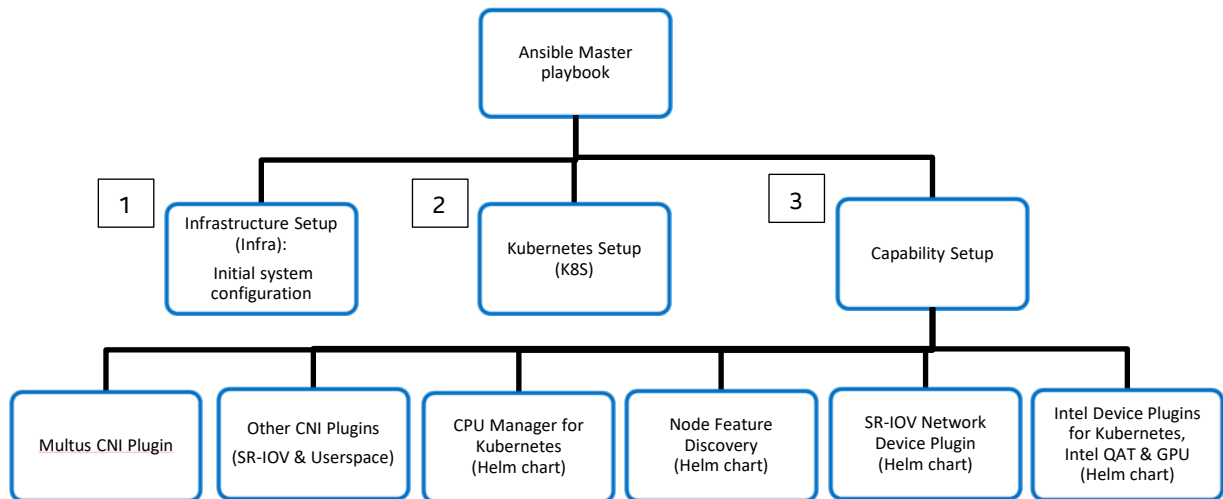 Ansible Master
playbook
1
Infrastructure Setup
(Infra):
Initial system
configuration
2
Kubernetes Setup
(K8S)
3
Capability Setup
Multus CNI Plugin
Other CNI Plugins
(SR-IOV & Userspace)
CPU Manager for
Kubernetes
(Helm chart)
Node Feature
Discovery
(Helm chart)
SR-IOV Network
Device Plugin
(Helm chart)
Intel Device Plugins
for Kubernetes,
Intel QAT & GPU
(Helm chart)